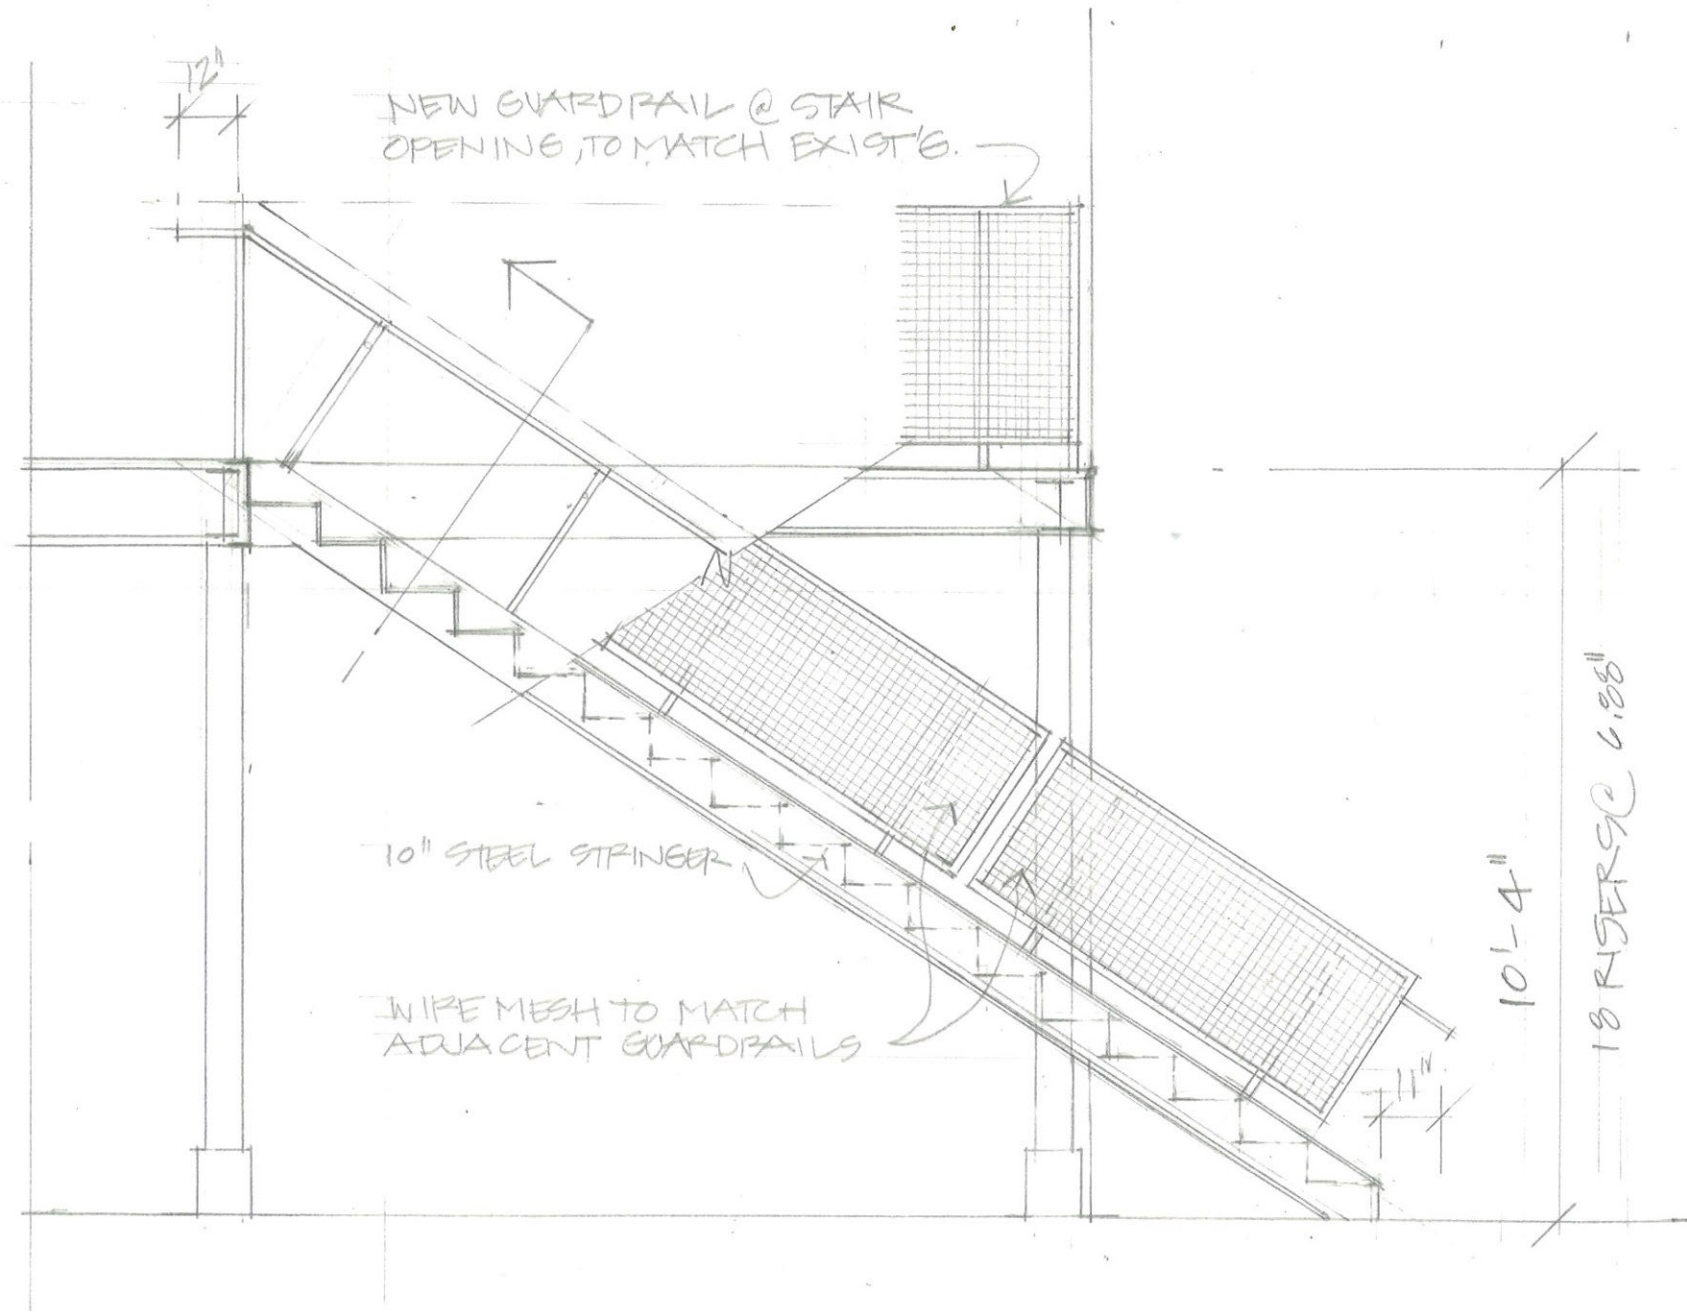 12"
NEW GUARDRAIL @ STAIR
OPENING, TO MATCH EXIST'G.
10" STEEL STRINGER
WIRE MESH TO MATCH
ADJACENT GUARDRAILS
11"
10'-4"
18 RISERS @ 6.88"